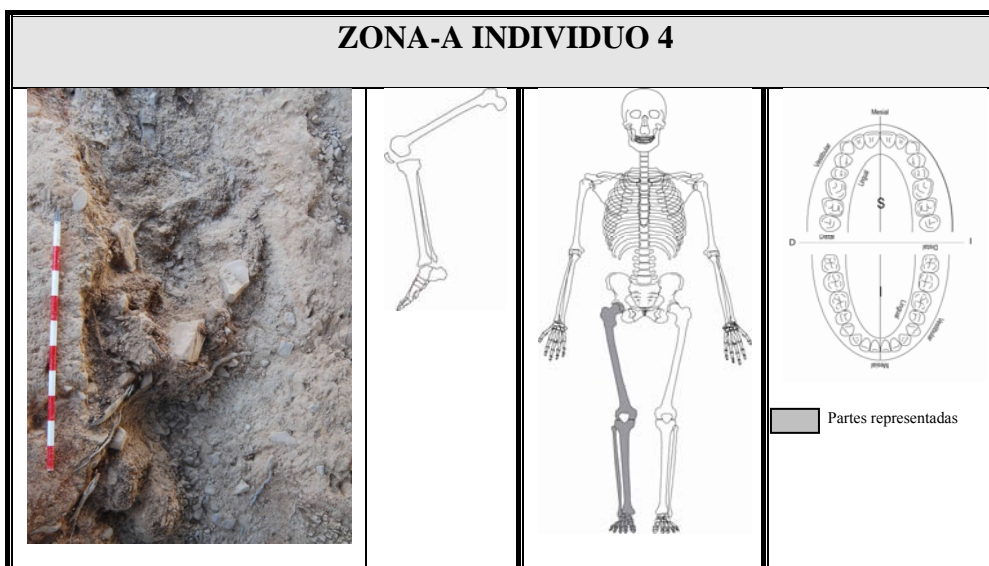 ZONA-A INDIVIDUO 4
Mesial
Vestibular
Lingual
S
Distal
D
I
Distal
I
Lingual
Vestibular
Mesial
Partes representadas